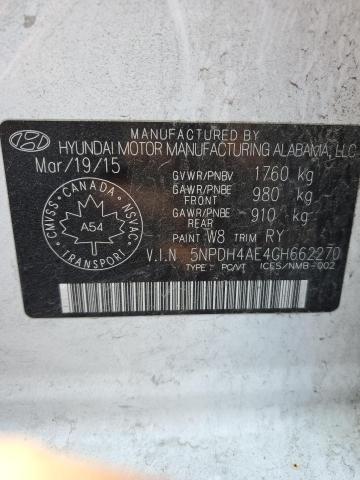 MANUFACTURED BY
HYUNDAI MOTOR MANUFACTURING ALABAMA, LLC
Mar/19/15
GVWR/PNBV 1760 kg
GAWR/PNBE FRONT 980 kg
GAWR/PNBE REAR 910 kg
PAINT W8 TRIM RY
V.I.N 5NPDH4AE4GH662270
TYPE : PC/VT ICES/NMB-002
CANADA
CMVSS NSVAC
A54
TRANSPORT